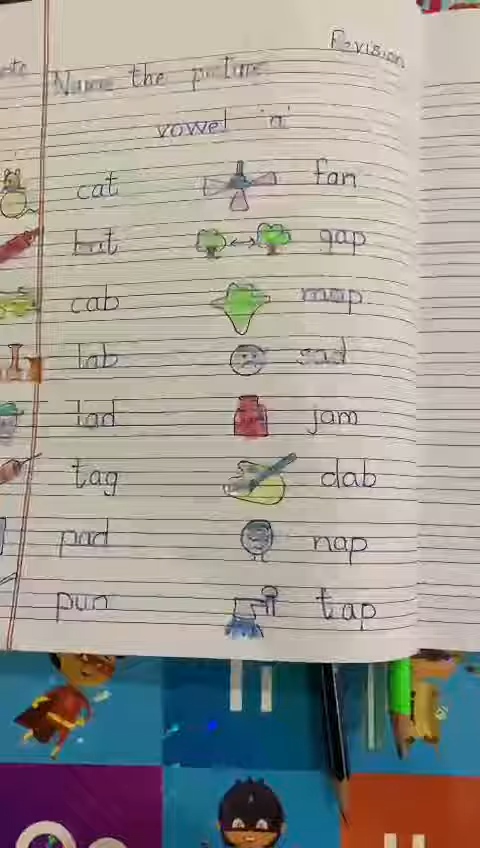 Revision
Name the picture
vowel 'a'
cat fan
bat gap
cab map
lab sad
lad jam
tag dab
pad nap
pan tap